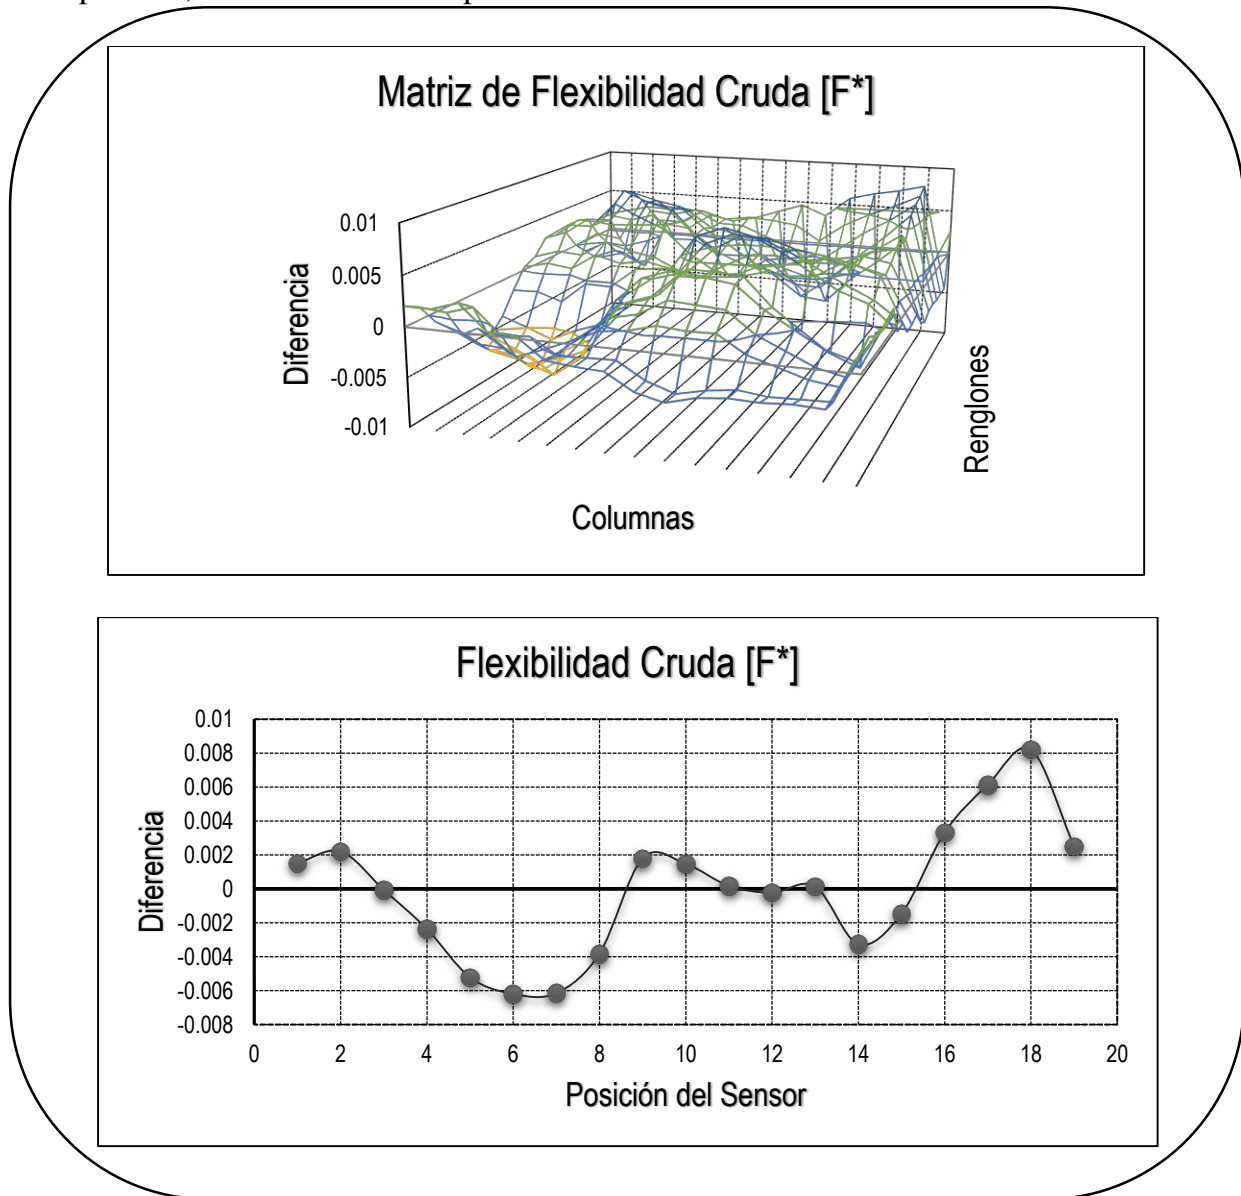 Matriz de Flexibilidad Cruda [F*]
0.01
0.005
0
-0.005
-0.01
Diferencia
Columnas
Renglones
Flexibilidad Cruda [F*]
0.01
0.008
0.006
0.004
0.002
0
-0.002
-0.004
-0.006
-0.008
Diferencia
0 2 4 6 8 10 12 14 16 18 20
Posición del Sensor